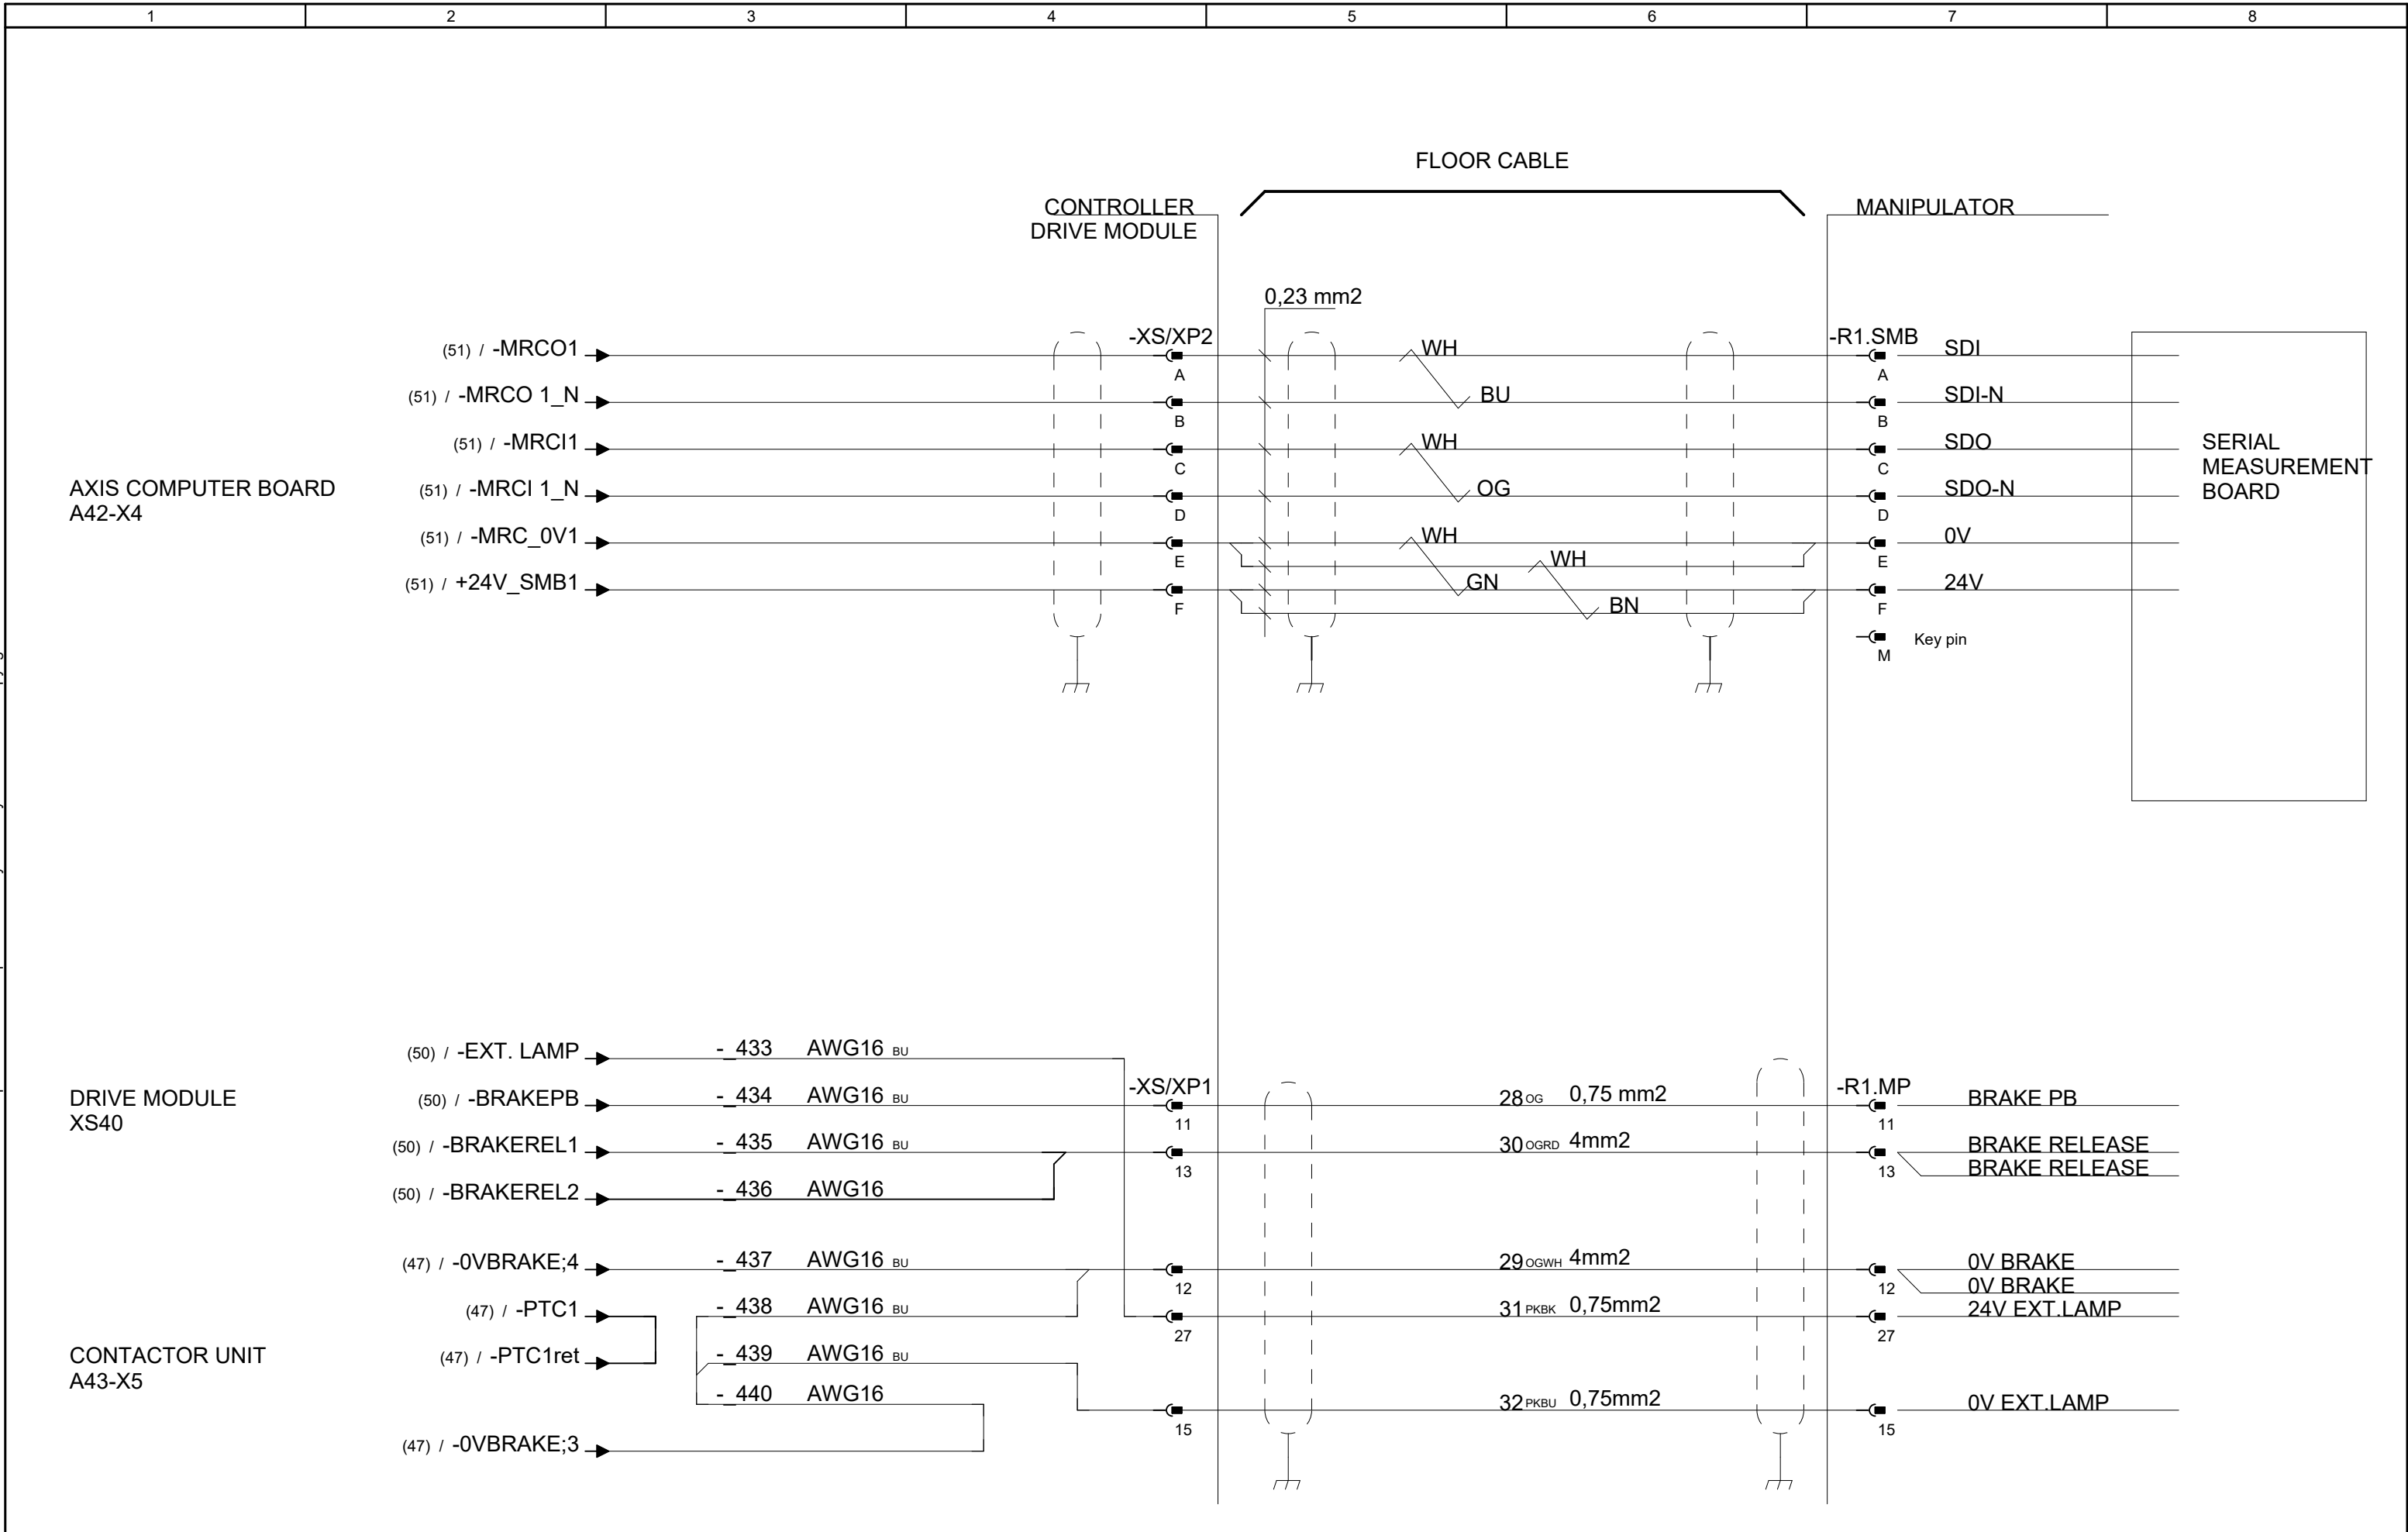 1 2 3 4 5 6 7 8
FLOOR CABLE
CONTROLLER
DRIVE MODULE
MANIPULATOR
0,23 mm2
-XS/XP2
-R1.SMB
(51) / -MRCO1
A
WH
A
SDI
(51) / -MRCO 1_N
B
BU
B
SDI-N
(51) / -MRCI1
C
WH
C
SDO
AXIS COMPUTER BOARD
A42-X4
(51) / -MRCI 1_N
D
OG
D
SDO-N
(51) / -MRC_0V1
E
WH
WH
E
0V
(51) / +24V_SMB1
F
GN
BN
F
24V
M
Key pin
SERIAL
MEASUREMENT
BOARD
(50) / -EXT. LAMP
-_433 AWG16 BU
DRIVE MODULE
XS40
-XS/XP1
-R1.MP
(50) / -BRAKEPB
-_434 AWG16 BU
11
28 OG 0,75 mm2
11
BRAKE PB
(50) / -BRAKEREL1
-_435 AWG16 BU
13
30 OGRD 4mm2
13
BRAKE RELEASE
BRAKE RELEASE
(50) / -BRAKEREL2
-_436 AWG16
(47) / -0VBRAKE;4
-_437 AWG16 BU
12
29 OGWH 4mm2
12
0V BRAKE
0V BRAKE
(47) / -PTC1
-_438 AWG16 BU
27
31 PKBK 0,75mm2
27
24V EXT.LAMP
CONTACTOR UNIT
A43-X5
(47) / -PTC1ret
-_439 AWG16 BU
-_440 AWG16
15
32 PKBU 0,75mm2
15
0V EXT.LAMP
(47) / -0VBRAKE;3